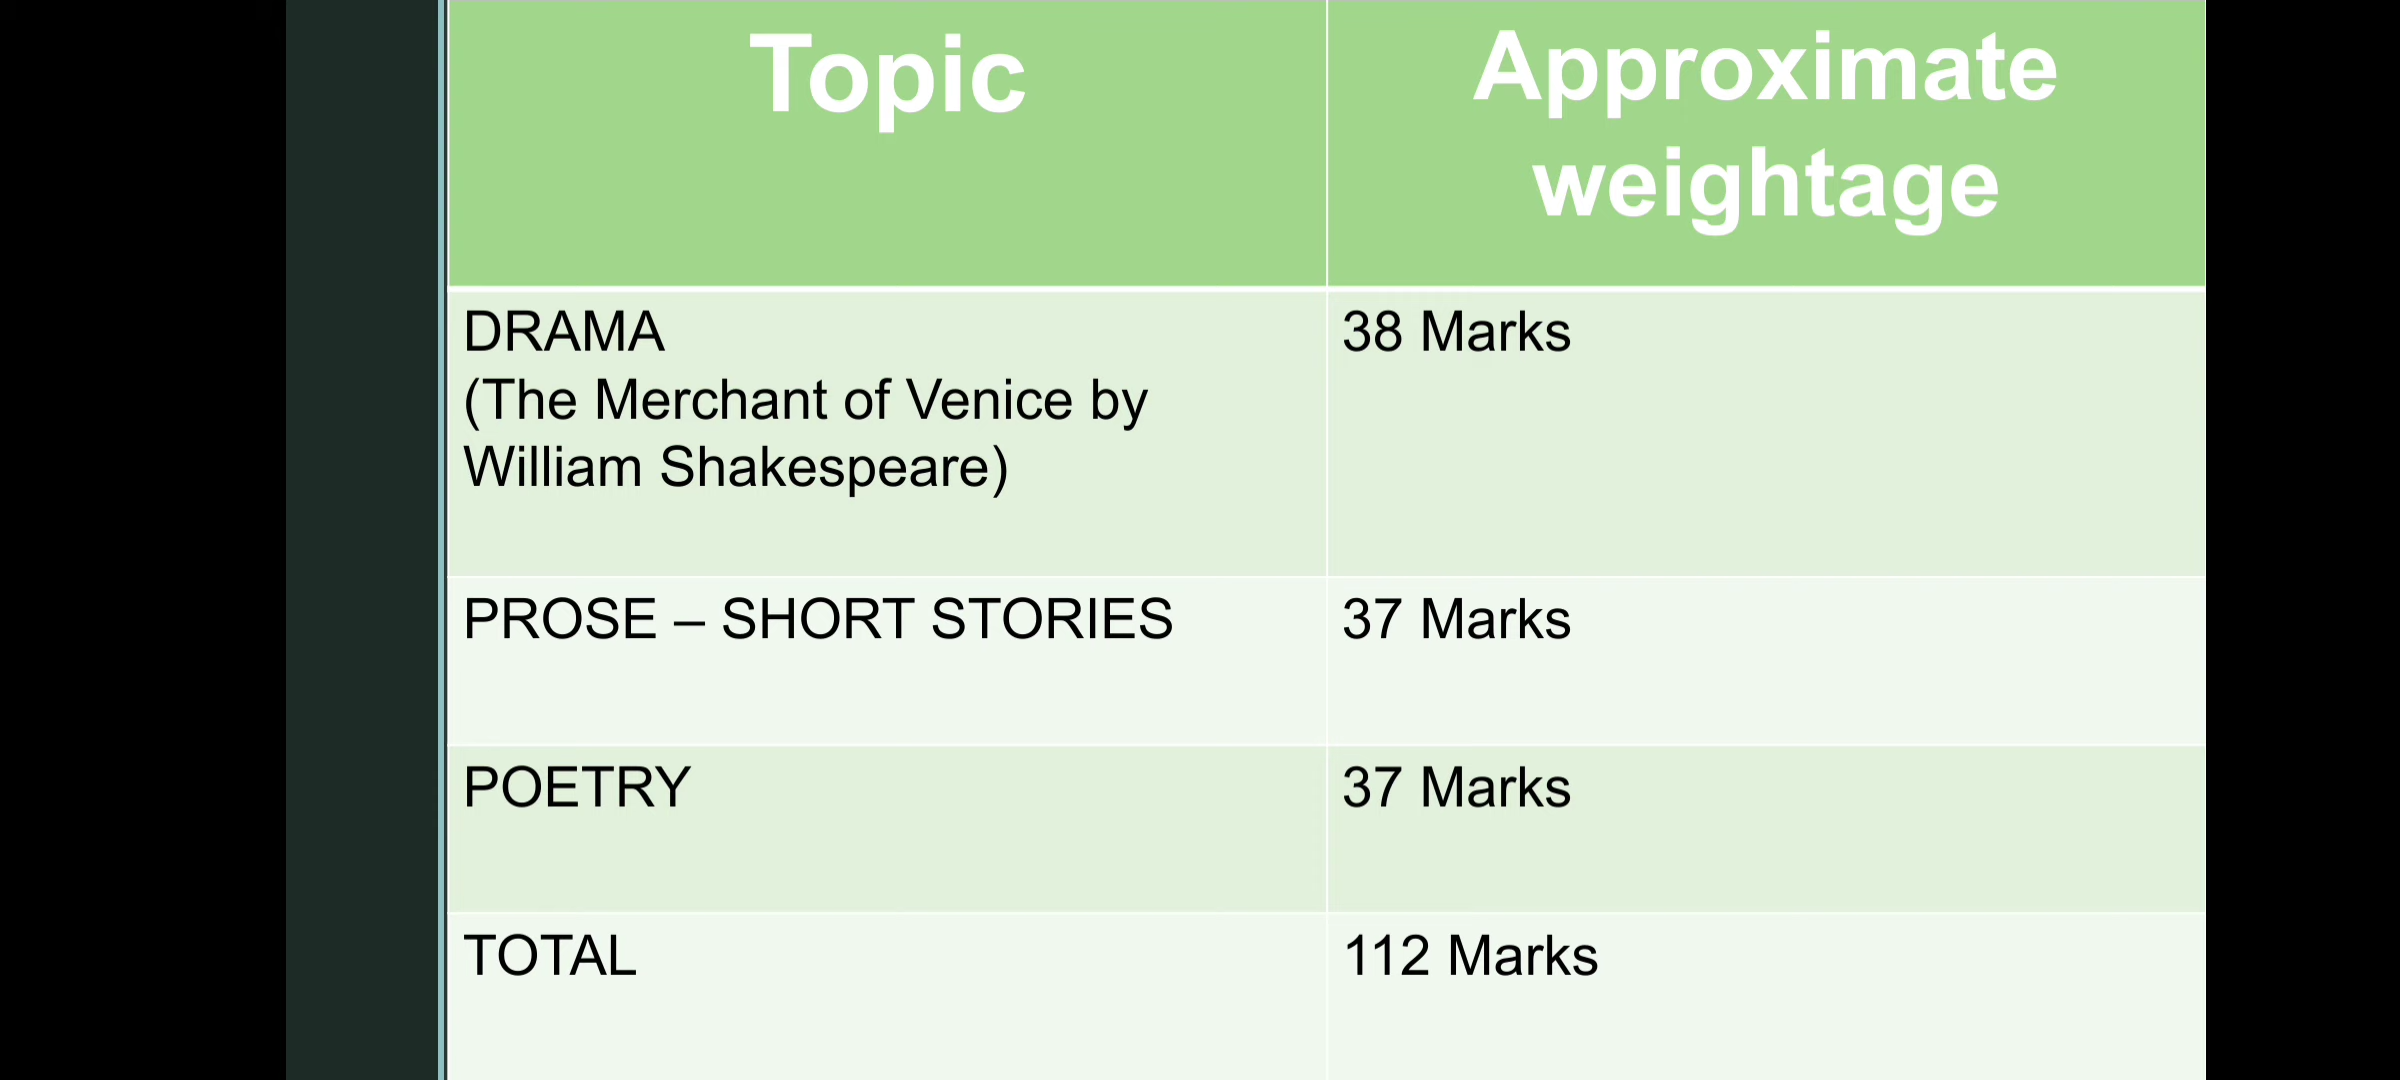 Topic
Approximate
weightage
DRAMA
(The Merchant of Venice by
William Shakespeare)
38 Marks
PROSE – SHORT STORIES
37 Marks
POETRY
37 Marks
TOTAL
112 Marks